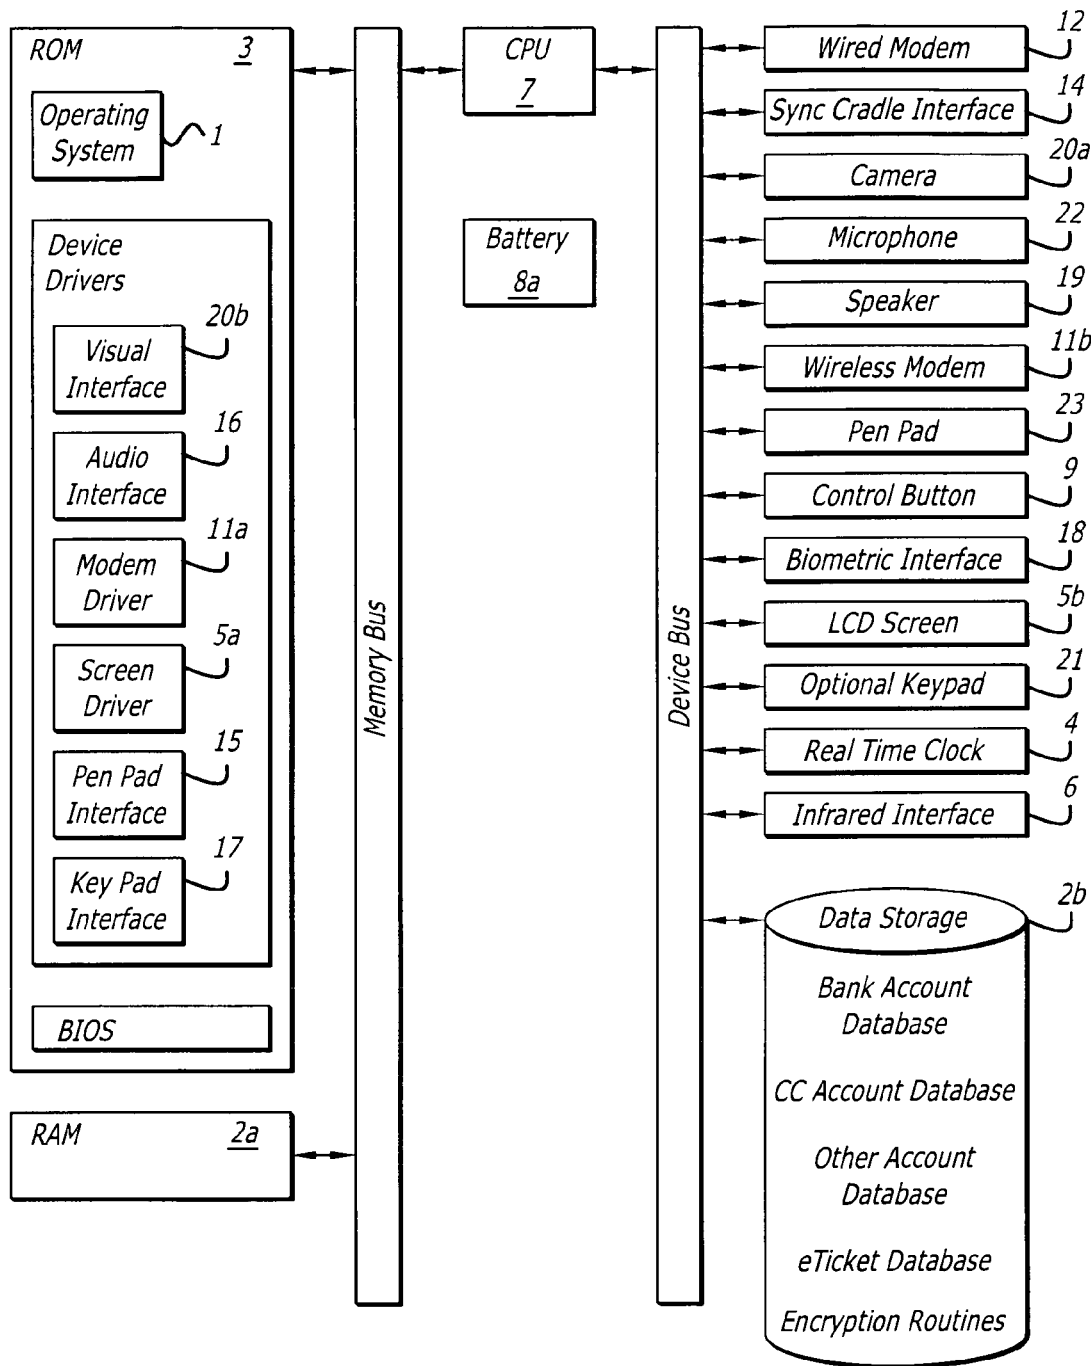 ROM 3
Operating
System
1
Device
Drivers
20b
Visual
Interface
16
Audio
Interface
11a
Modem
Driver
5a
Screen
Driver
15
Pen Pad
Interface
17
Key Pad
Interface
BIOS
RAM 2a
Memory Bus
CPU
7
Battery
8a
Device Bus
12
Wired Modem
14
Sync Cradle Interface
20a
Camera
22
Microphone
19
Speaker
11b
Wireless Modem
23
Pen Pad
9
Control Button
18
Biometric Interface
5b
LCD Screen
21
Optional Keypad
4
Real Time Clock
6
Infrared Interface
2b
Data Storage
Bank Account
Database
CC Account Database
Other Account
Database
eTicket Database
Encryption Routines